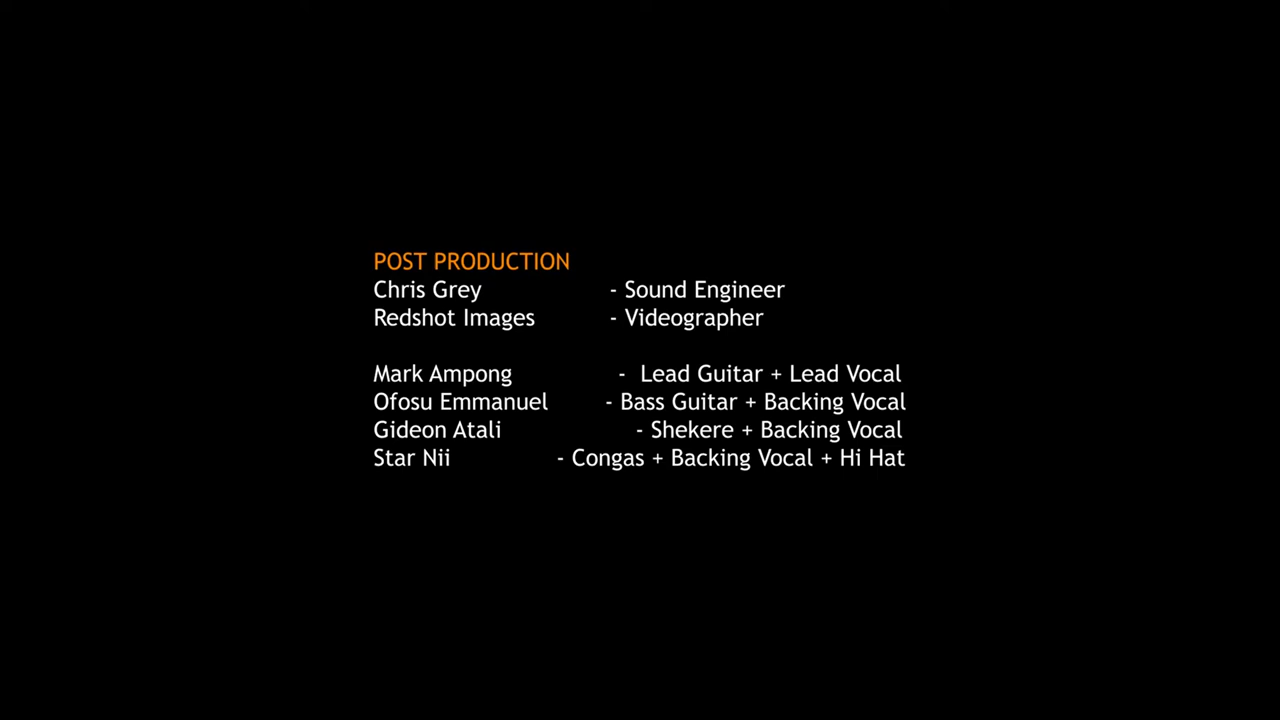 POST PRODUCTION
Chris Grey - Sound Engineer
Redshot Images - Videographer
Mark Ampong - Lead Guitar + Lead Vocal
Ofosu Emmanuel - Bass Guitar + Backing Vocal
Gideon Atali - Shekere + Backing Vocal
Star Nii - Congas + Backing Vocal + Hi Hat